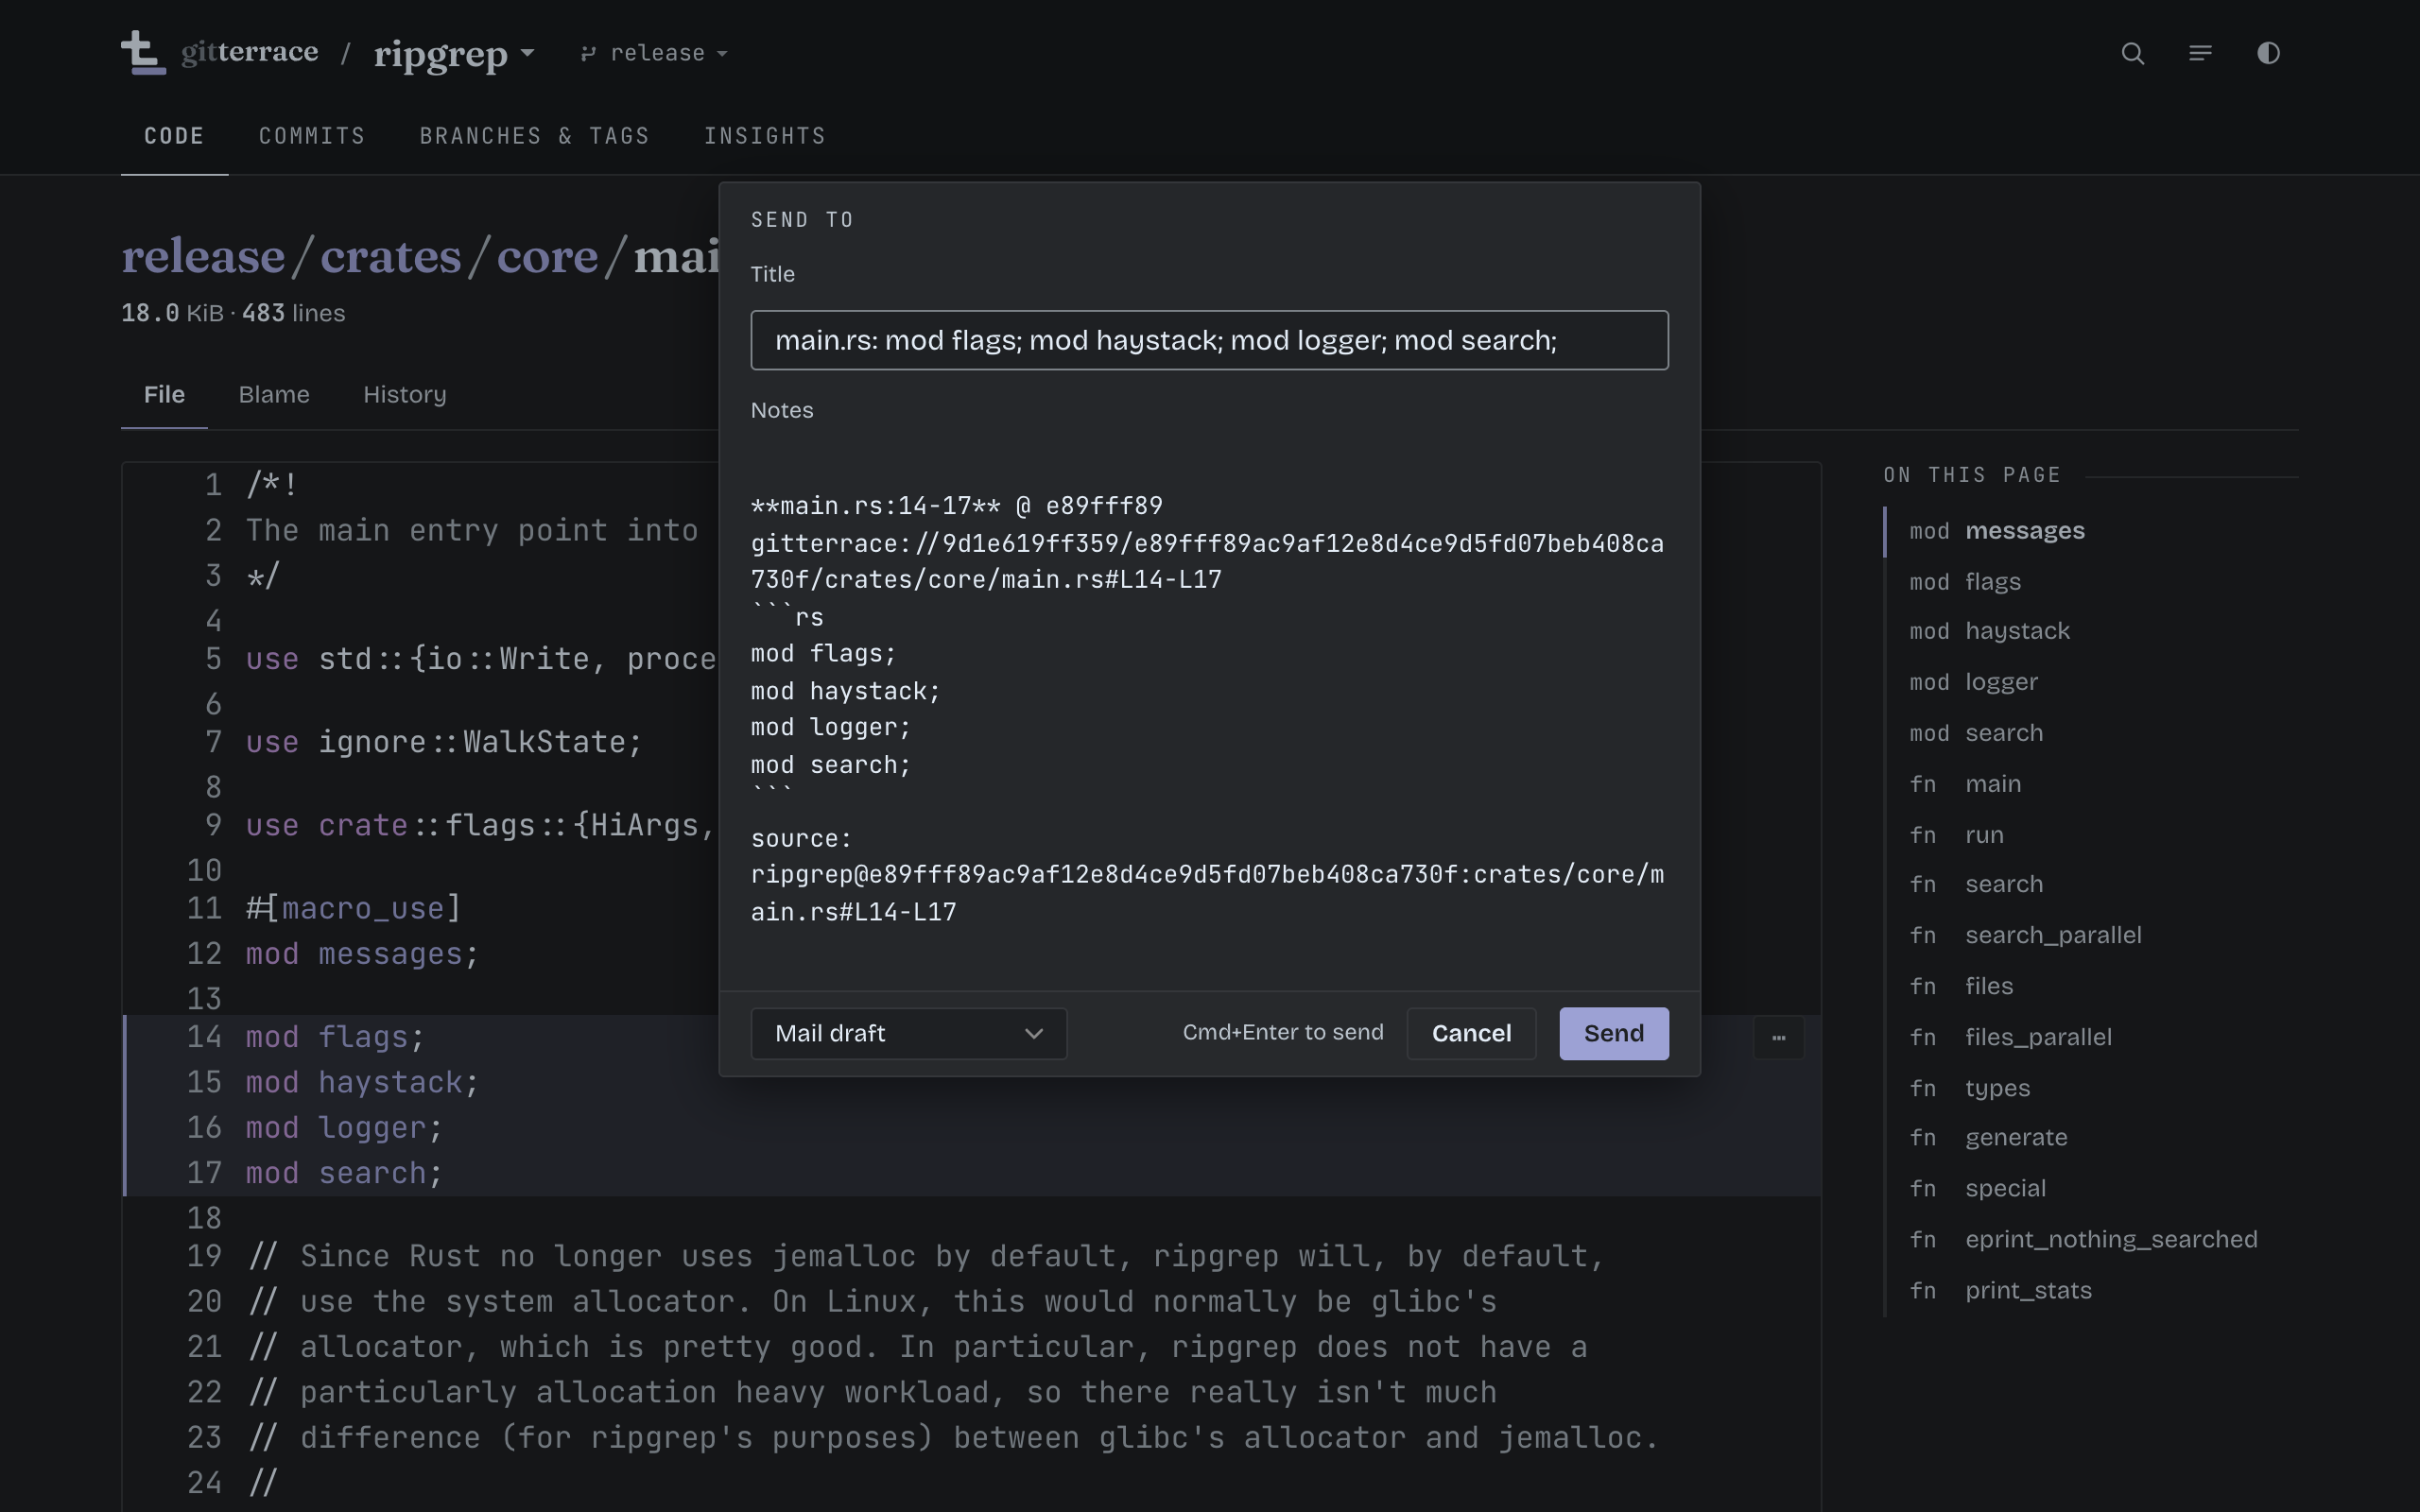 gitterrace / ripgrep release
CODE COMMITS BRANCHES & TAGS INSIGHTS
release/crates/core/mai
18.0 KiB · 483 lines
File Blame History
1 /*!
2 The main entry point into
3 */
4
5 use std::{io::Write, proce
6
7 use ignore::WalkState;
8
9 use crate::flags::{HiArgs,
10
11 #[macro_use]
12 mod messages;
13
14 mod flags;
15 mod haystack;
16 mod logger;
17 mod search;
18
19 // Since Rust no longer uses jemalloc by default, ripgrep will, by default,
20 // use the system allocator. On Linux, this would normally be glibc's
21 // allocator, which is pretty good. In particular, ripgrep does not have a
22 // particularly allocation heavy workload, so there really isn't much
23 // difference (for ripgrep's purposes) between glibc's allocator and jemalloc.
24 //
SEND TO
Title
main.rs: mod flags; mod haystack; mod logger; mod search;
Notes
**main.rs:14-17** @ e89fff89
gitterrace://9d1e619ff359/e89fff89ac9af12e8d4ce9d5fd07beb408ca
730f/crates/core/main.rs#L14-L17
```rs
mod flags;
mod haystack;
mod logger;
mod search;
```
source:
ripgrep@e89fff89ac9af12e8d4ce9d5fd07beb408ca730f:crates/core/m
ain.rs#L14-L17
Mail draft Cmd+Enter to send Cancel Send
ON THIS PAGE
mod messages
mod flags
mod haystack
mod logger
mod search
fn main
fn run
fn search
fn search_parallel
fn files
fn files_parallel
fn types
fn generate
fn special
fn eprint_nothing_searched
fn print_stats